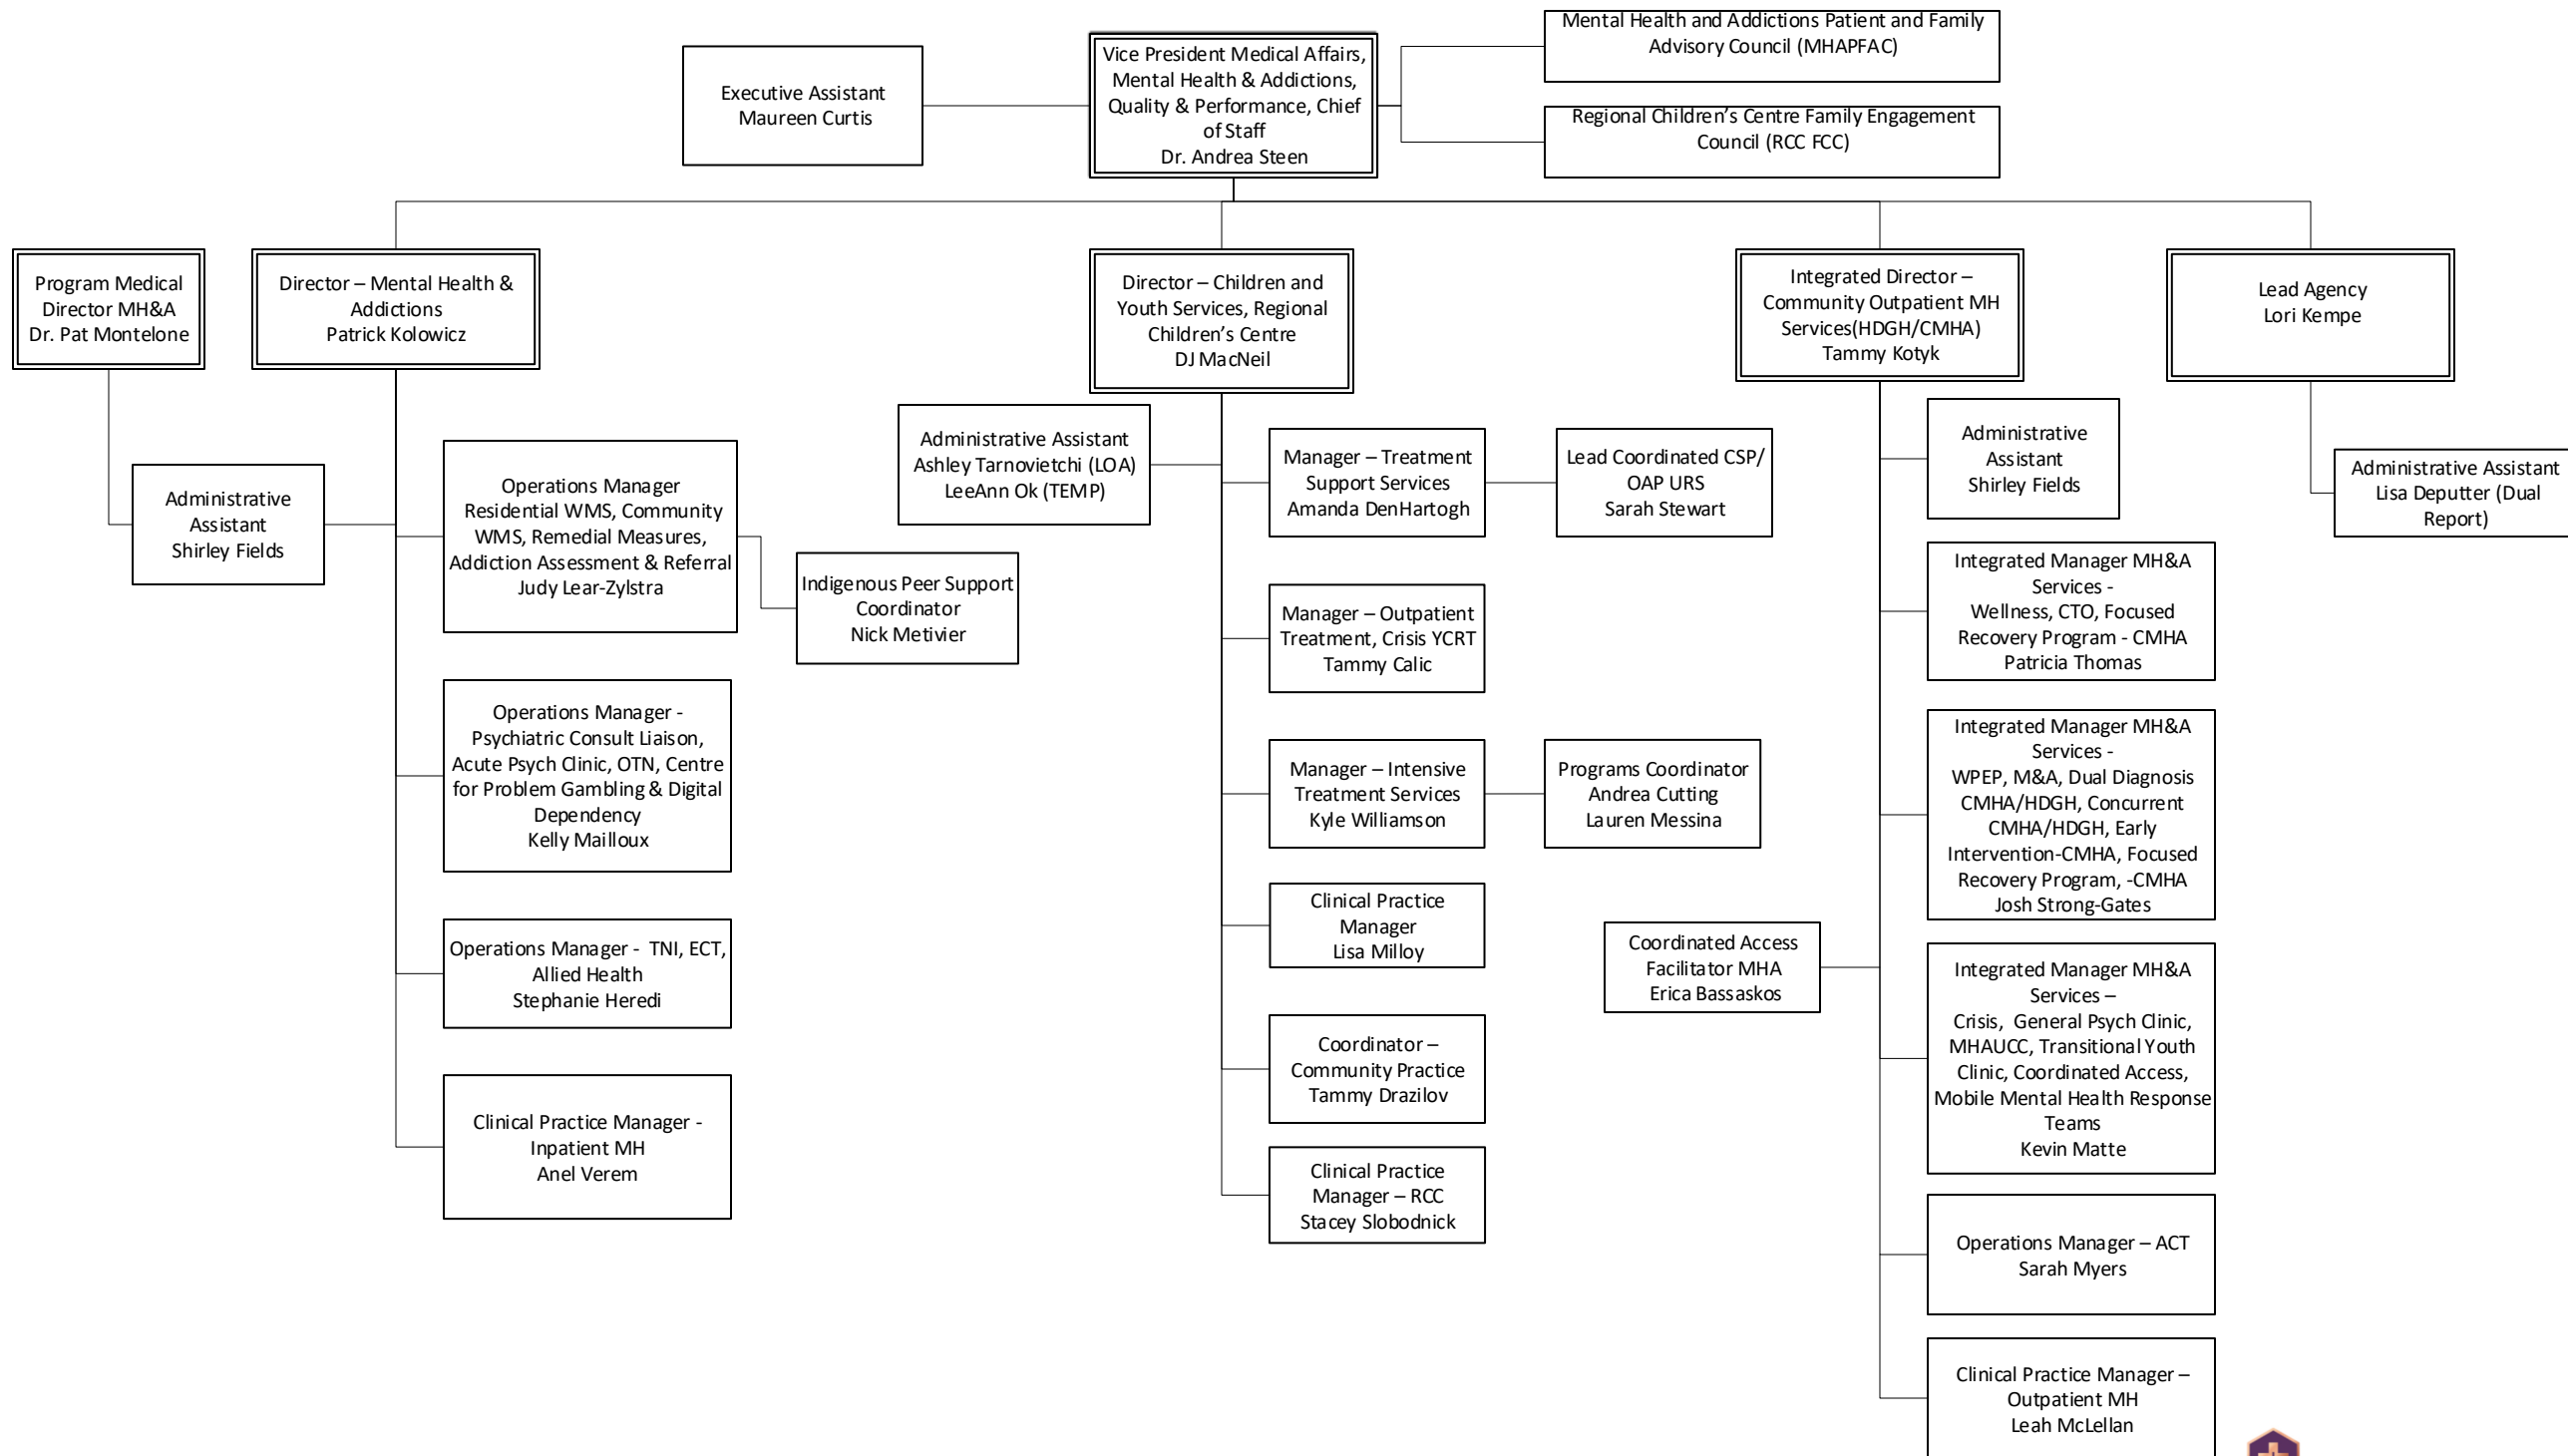 Mental Health and Addictions Patient and Family
Advisory Council (MHAPFAC)
Vice President Medical Affairs,
Mental Health & Addictions,
Quality & Performance, Chief
of Staff
Dr. Andrea Steen
Executive Assistant
Maureen Curtis
Regional Children’s Centre Family Engagement
Council (RCC FCC)
Program Medical
Director MH&A
Dr. Pat Montelone
Director – Mental Health &
Addictions
Patrick Kolowicz
Director – Children and
Youth Services, Regional
Children’s Centre
DJ MacNeil
Integrated Director –
Community Outpatient MH
Services(HDGH/CMHA)
Tammy Kotyk
Lead Agency
Lori Kempe
Administrative
Assistant
Shirley Fields
Operations Manager
Residential WMS, Community
WMS, Remedial Measures,
Addiction Assessment & Referral
Judy Lear-Zylstra
Indigenous Peer Support
Coordinator
Nick Metivier
Operations Manager -
Psychiatric Consult Liaison,
Acute Psych Clinic, OTN, Centre
for Problem Gambling & Digital
Dependency
Kelly Mailloux
Operations Manager - TNI, ECT,
Allied Health
Stephanie Heredi
Clinical Practice Manager -
Inpatient MH
Anel Verem
Administrative Assistant
Ashley Tarnovietchi (LOA)
LeeAnn Ok (TEMP)
Manager – Treatment
Support Services
Amanda DenHartogh
Lead Coordinated CSP/
OAP URS
Sarah Stewart
Manager – Outpatient
Treatment, Crisis YCRT
Tammy Calic
Manager – Intensive
Treatment Services
Kyle Williamson
Programs Coordinator
Andrea Cutting
Lauren Messina
Clinical Practice
Manager
Lisa Milloy
Coordinator –
Community Practice
Tammy Drazilov
Clinical Practice
Manager – RCC
Stacey Slobodnick
Administrative
Assistant
Shirley Fields
Integrated Manager MH&A
Services -
Wellness, CTO, Focused
Recovery Program - CMHA
Patricia Thomas
Integrated Manager MH&A
Services -
WPEP, M&A, Dual Diagnosis
CMHA/HDGH, Concurrent
CMHA/HDGH, Early
Intervention-CMHA, Focused
Recovery Program, -CMHA
Josh Strong-Gates
Coordinated Access
Facilitator MHA
Erica Bassaskos
Integrated Manager MH&A
Services –
Crisis, General Psych Clinic,
MHAUCC, Transitional Youth
Clinic, Coordinated Access,
Mobile Mental Health Response
Teams
Kevin Matte
Operations Manager – ACT
Sarah Myers
Clinical Practice Manager –
Outpatient MH
Leah McLellan
Administrative Assistant
Lisa Deputter (Dual
Report)